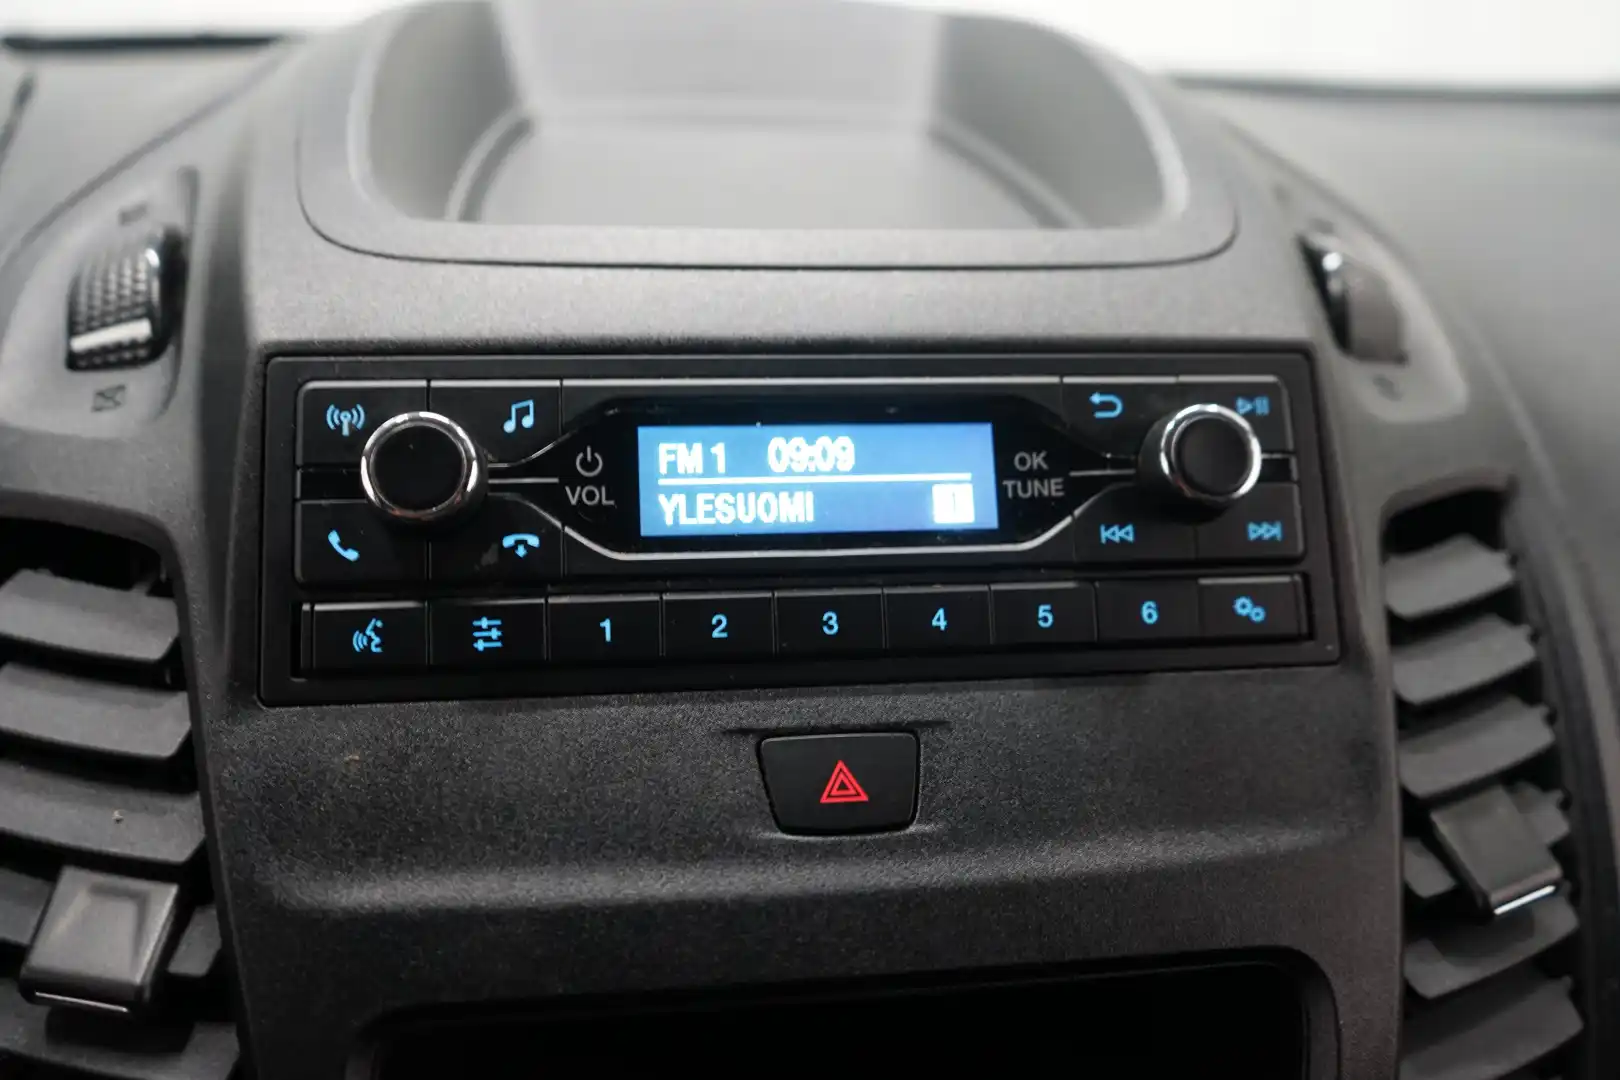 FM 1 09:09
YLESUOMI
VOL
OK
TUNE
1 2 3 4 5 6